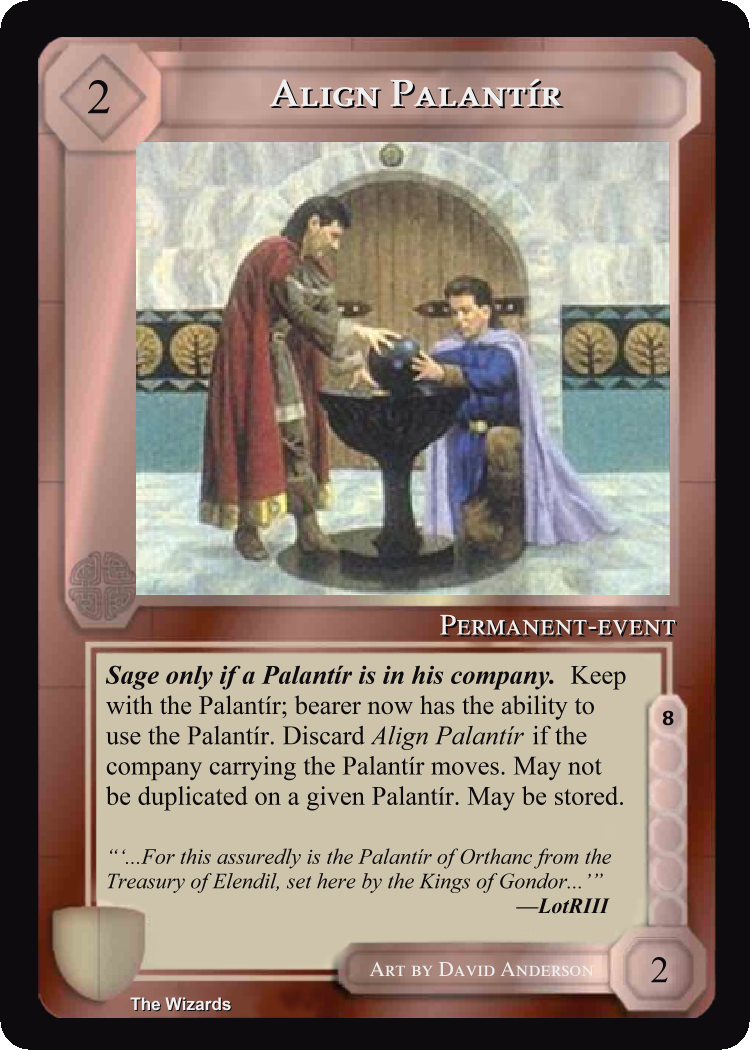 2
Align Palantír
Permanent-event
Sage only if a Palantír is in his company. Keep
with the Palantír; bearer now has the ability to
use the Palantír. Discard Align Palantír if the
company carrying the Palantír moves. May not
be duplicated on a given Palantír. May be stored.
8
“‘...For this assuredly is the Palantír of Orthanc from the
Treasury of Elendil, set here by the Kings of Gondor...’”
—LotRIII
Art by David Anderson
2
The Wizards